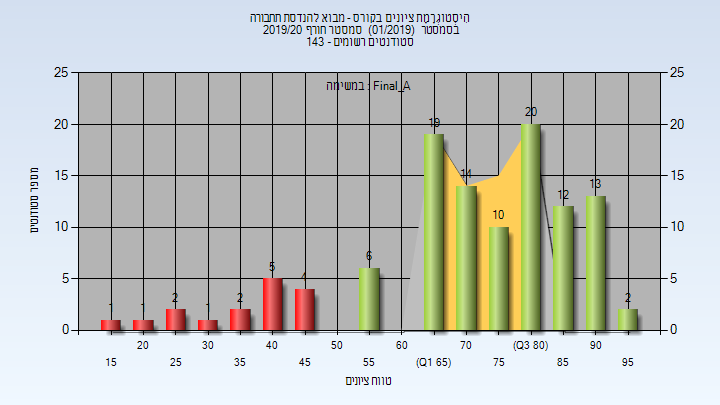 היסטוגרמת ציונים בקורס - מבוא להנדסת תחבורה
בסמסטר (01/2019) סמסטר חורף 2019/20
סטודנטים רשומים - 143
במשימה : Final_A
25 25
20 20
15 15
10 10
5 5
0 0
מספר סטודנטים
1 1 2 1 2 5 4 6 19 14 10 20 12 13 2
20 30 40 50 60 70 (Q3 80) 90
15 25 35 45 55 (Q1 65) 75 85 95
טווח ציונים